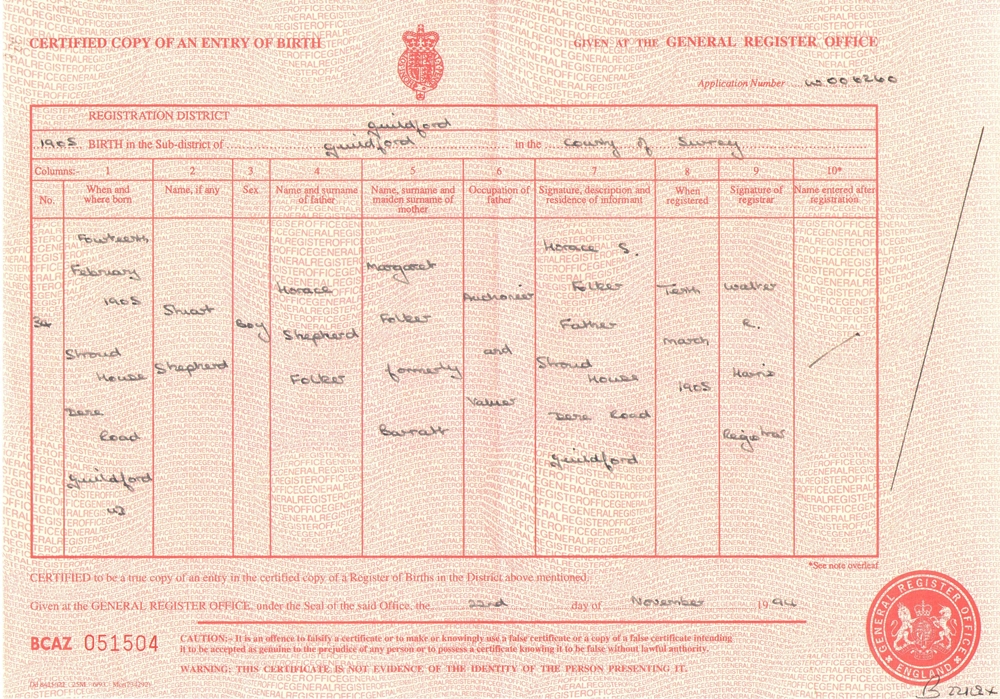 CERTIFIED COPY OF AN ENTRY OF BIRTH
GIVEN AT THE GENERAL REGISTER OFFICE
Application Number W008260
REGISTRATION DISTRICT Guildford
1905 BIRTH in the Sub-district of Guildford in the County of Surrey
Columns:- 1 2 3 4 5 6 7 8 9 10*
No.
When and where born
Name, if any
Sex
Name and surname of father
Name, surname and maiden surname of mother
Occupation of father
Signature, description and residence of informant
When registered
Signature of registrar
Name entered after registration
34
Fourteenth
February
1905
Shroud
House
Dene
Road
Guildford
Stuart
Shepherd
Boy
Horace
Shepherd
Folker
Margaret
Folker
formerly
Barratt
Auctioneer
and
Valuer
Horace S.
Folker
Father
Shroud
House
Dene Road
Guildford
Tenth
March
1905
Walter
R.
Harris
Registrar
*See note overleaf
CERTIFIED to be a true copy of an entry in the certified copy of a Register of Births in the District above mentioned.
Given at the GENERAL REGISTER OFFICE, under the Seal of the said Office, the 22nd day of November 1994
BCAZ 051504
CAUTION:- It is an offence to falsify a certificate or to make or knowingly use a false certificate or a copy of a false certificate intending
it to be accepted as genuine to the prejudice of any person or to possess a certificate knowing it to be false without lawful authority.
WARNING: THIS CERTIFICATE IS NOT EVIDENCE OF THE IDENTITY OF THE PERSON PRESENTING IT.
GENERAL REGISTER OFFICE
ENGLAND